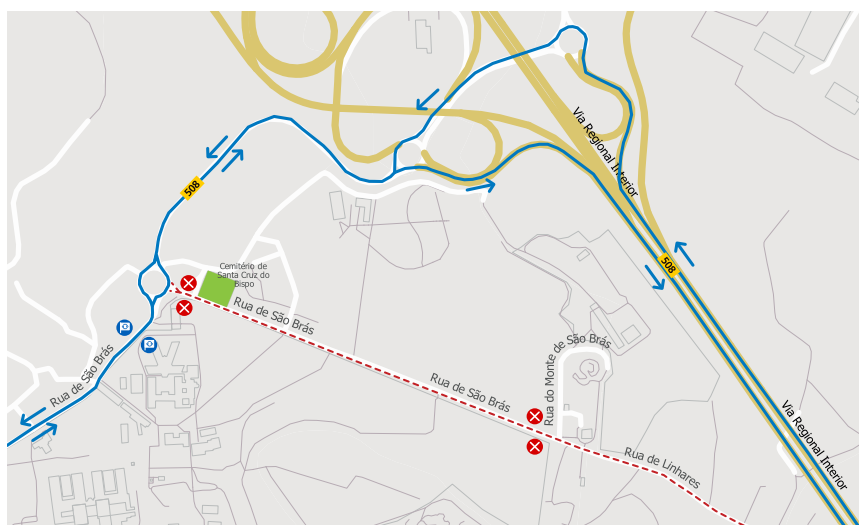 Via Regional Interior
508
Cemitério de
Santa Cruz do
Bispo
508
Rua de São Brás
Rua de São Brás
Rua do Monte de São Brás
Rua de São Brás
Via Regional Interior
Rua de Linhares